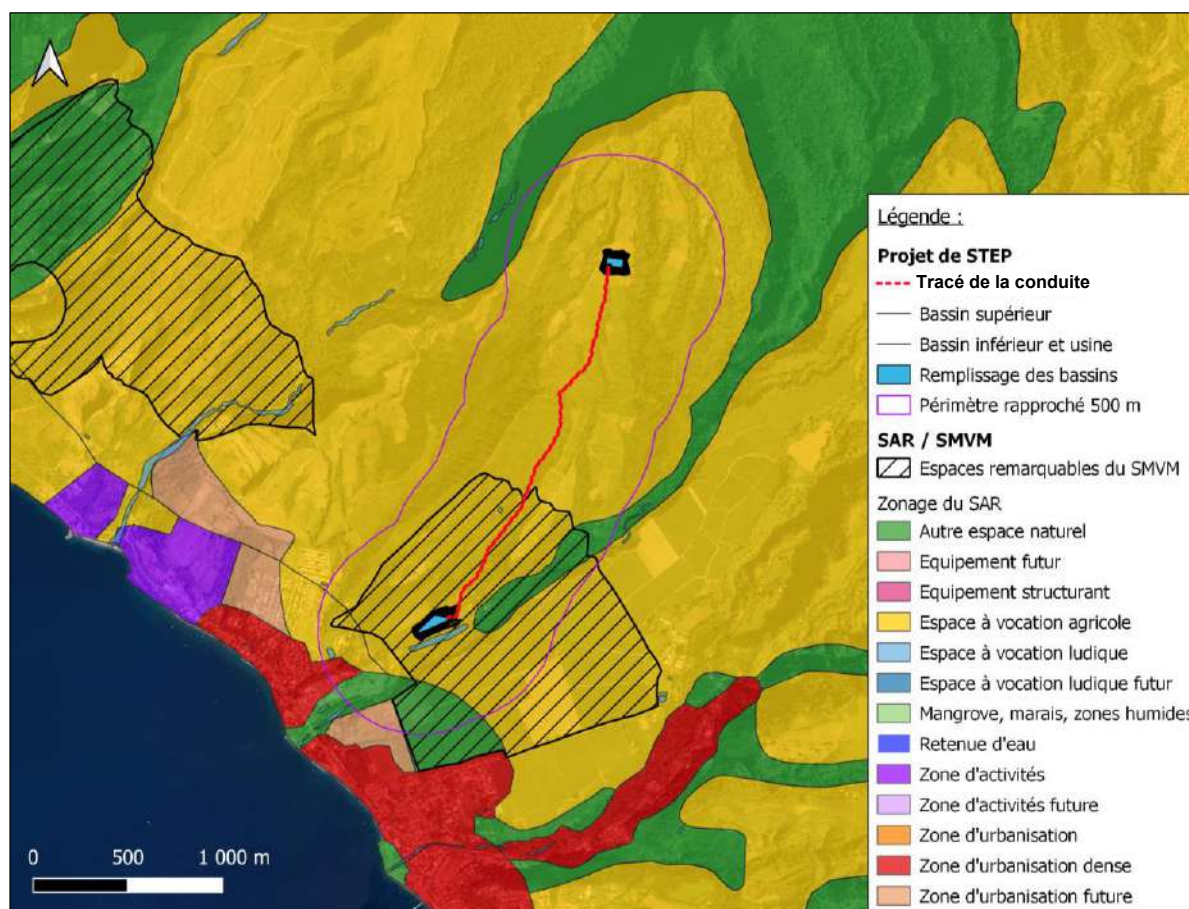 Légende :
Projet de STEP
Tracé de la conduite
Bassin supérieur
Bassin inférieur et usine
Remplissage des bassins
Périmètre rapproché 500 m
SAR / SMVM
Espaces remarquables du SMVM
Zonage du SAR
Autre espace naturel
Equipement futur
Equipement structurant
Espace à vocation agricole
Espace à vocation ludique
Espace à vocation ludique futur
Mangrove, marais, zones humides
Retenue d'eau
Zone d'activités
Zone d'activités future
Zone d'urbanisation
Zone d'urbanisation dense
Zone d'urbanisation future
0 500 1 000 m